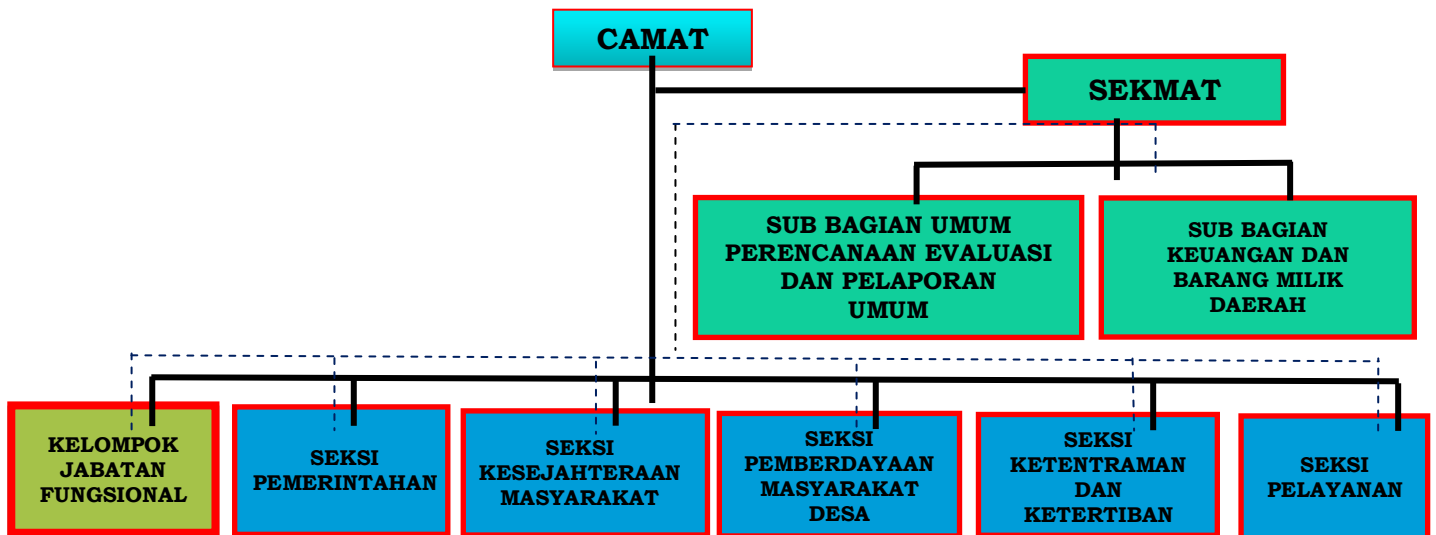 CAMAT
SEKMAT
SUB BAGIAN UMUM
PERENCANAAN EVALUASI
DAN PELAPORAN
UMUM
SUB BAGIAN
KEUANGAN DAN
BARANG MILIK
DAERAH
KELOMPOK
JABATAN
FUNGSIONAL
SEKSI
PEMERINTAHAN
SEKSI
KESEJAHTERAAN
MASYARAKAT
SEKSI
PEMBERDAYAAN
MASYARAKAT
DESA
SEKSI
KETENTRAMAN
DAN
KETERTIBAN
SEKSI
PELAYANAN